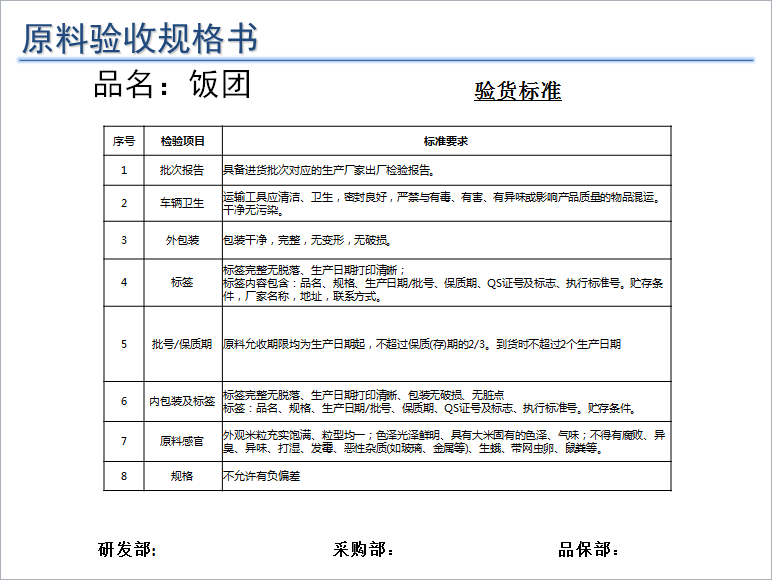 原料验收规格书
品名：饭团
验货标准
序号 检验项目 标准要求
1 批次报告 具备进货批次对应的生产厂家出厂检验报告。
2 车辆卫生 运输工具应清洁、卫生，密封良好，严禁与有毒、有害、有异味或影响产品质量的物品混运。
干净无污染。
3 外包装 包装干净，完整，无变形，无破损。
4 标签 标签完整无脱落、生产日期打印清晰；
标签内容包含：品名、规格、生产日期/批号、保质期、QS证号及标志、执行标准号。贮存条
件，厂家名称，地址，联系方式。
5 批号/保质期 原料允收期限均为生产日期起，不超过保质(存)期的2/3。到货时不超过2个生产日期
6 内包装及标签 标签完整无脱落、生产日期打印清晰、包装无破损、无脏点
标签：品名、规格、生产日期/批号、保质期、QS证号及标志、执行标准号。贮存条件。
7 原料感官 外观米粒充实饱满、粒型均一；色泽光泽鲜明、具有大米固有的色泽、气味；不得有腐败、异
臭、异味、打湿、发霉、恶性杂质(如玻璃、金属等)、生蛾、带网虫卵、鼠粪等。
8 规格 不允许有负偏差
研发部: 采购部： 品保部：